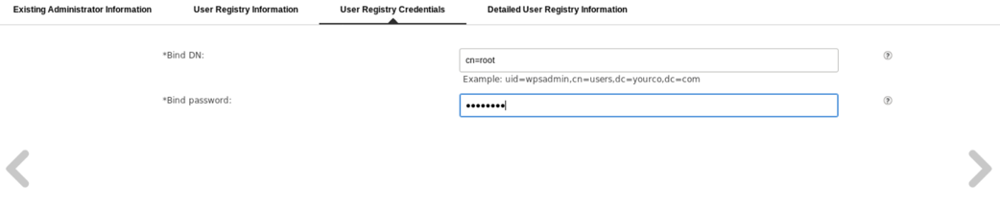 Existing Administrator Information User Registry Information User Registry Credentials Detailed User Registry Information
*Bind DN: cn=root ?
Example: uid=wpsadmin,cn=users,dc=yourco,dc=com
*Bind password: ●●●●●●●● ?